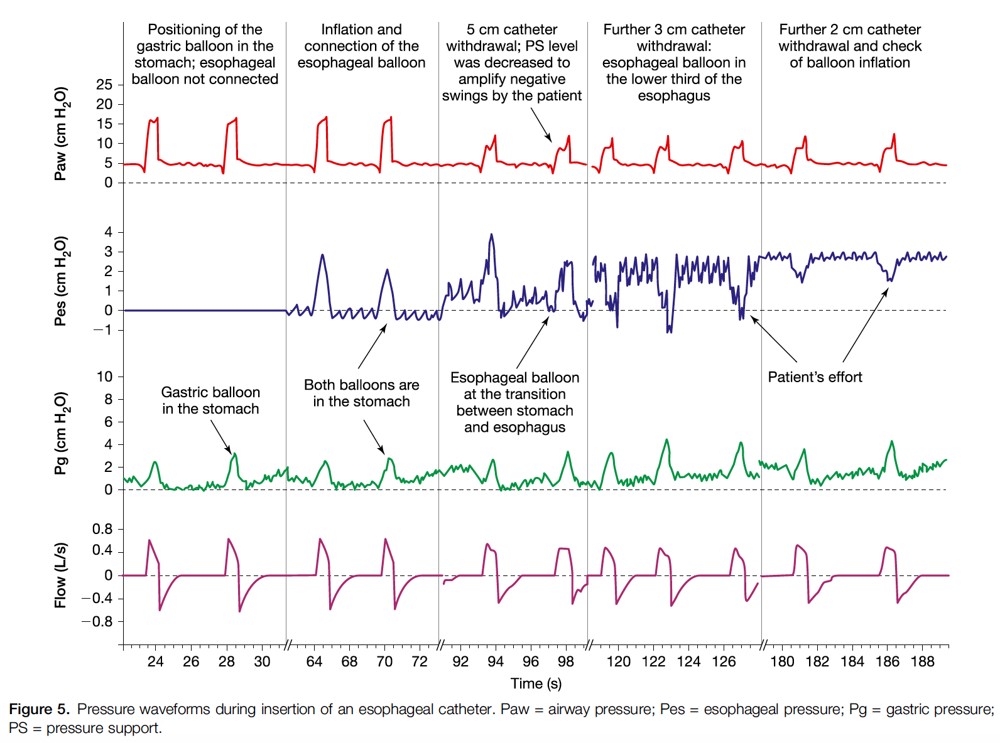 Positioning of the
gastric balloon in the
stomach; esophageal
balloon not connected
Inflation and
connection of the
esophageal balloon
5 cm catheter
withdrawal; PS level
was decreased to
amplify negative
swings by the patient
Further 3 cm catheter
withdrawal:
esophageal balloon in
the lower third of the
esophagus
Further 2 cm catheter
withdrawal and check
of balloon inflation
Paw (cm H2O)
25
20
15
10
5
0
Pes (cm H2O)
4
3
2
1
0
−1
Both balloons are
in the stomach
Esophageal balloon
at the transition
between stomach
and esophagus
Patient’s effort
Pg (cm H2O)
10
8
6
4
2
0
Gastric balloon
in the stomach
Flow (L/s)
0.8
0.4
0
−0.4
−0.8
24 26 28 30 64 70 72 92 94 96 98 120 122 124 126 180 182 184 186 188
Time (s)
Figure 5. Pressure waveforms during insertion of an esophageal catheter. Paw = airway pressure; Pes = esophageal pressure; Pg = gastric pressure;
PS = pressure support.